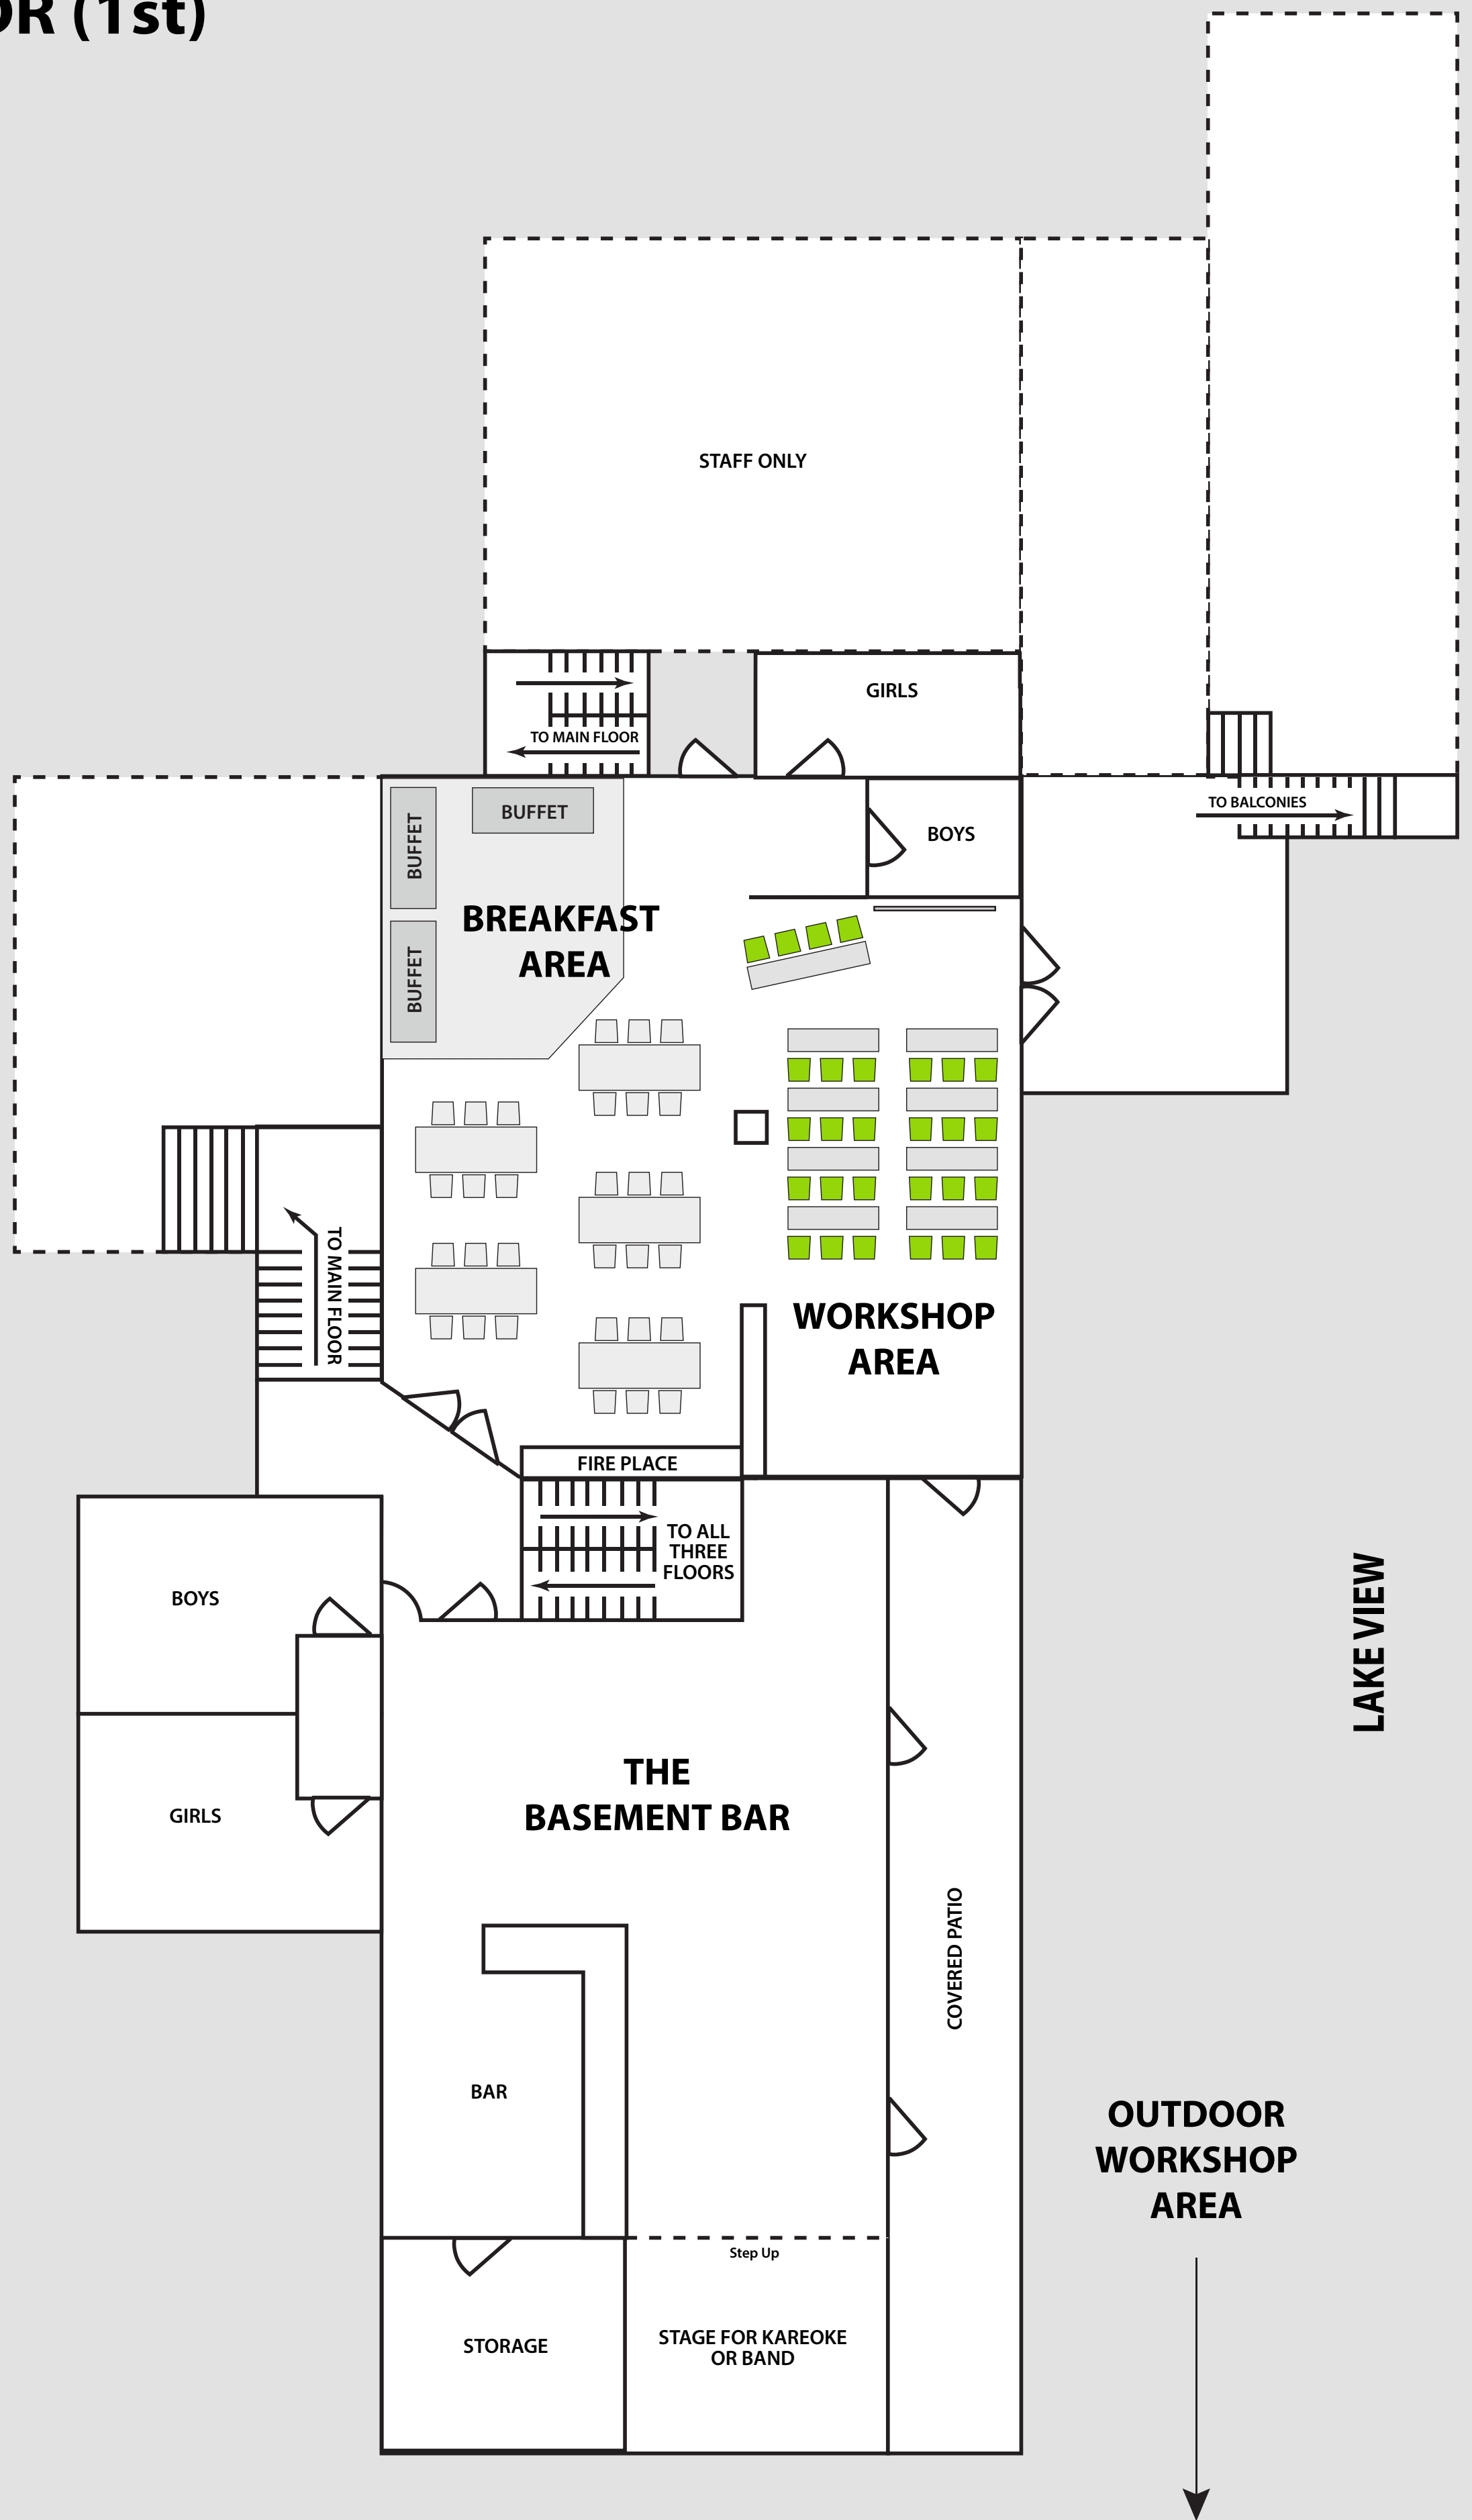 OR (1st)
STAFF ONLY
GIRLS
TO MAIN FLOOR
TO BALCONIES
BUFFET
BUFFET
BUFFET
BOYS
BREAKFAST
AREA
TO MAIN FLOOR
WORKSHOP
AREA
FIRE PLACE
TO ALL
THREE
FLOORS
BOYS
LAKE VIEW
THE
BASEMENT BAR
GIRLS
COVERED PATIO
BAR
OUTDOOR
WORKSHOP
AREA
Step Up
STORAGE
STAGE FOR KAREOKE
OR BAND